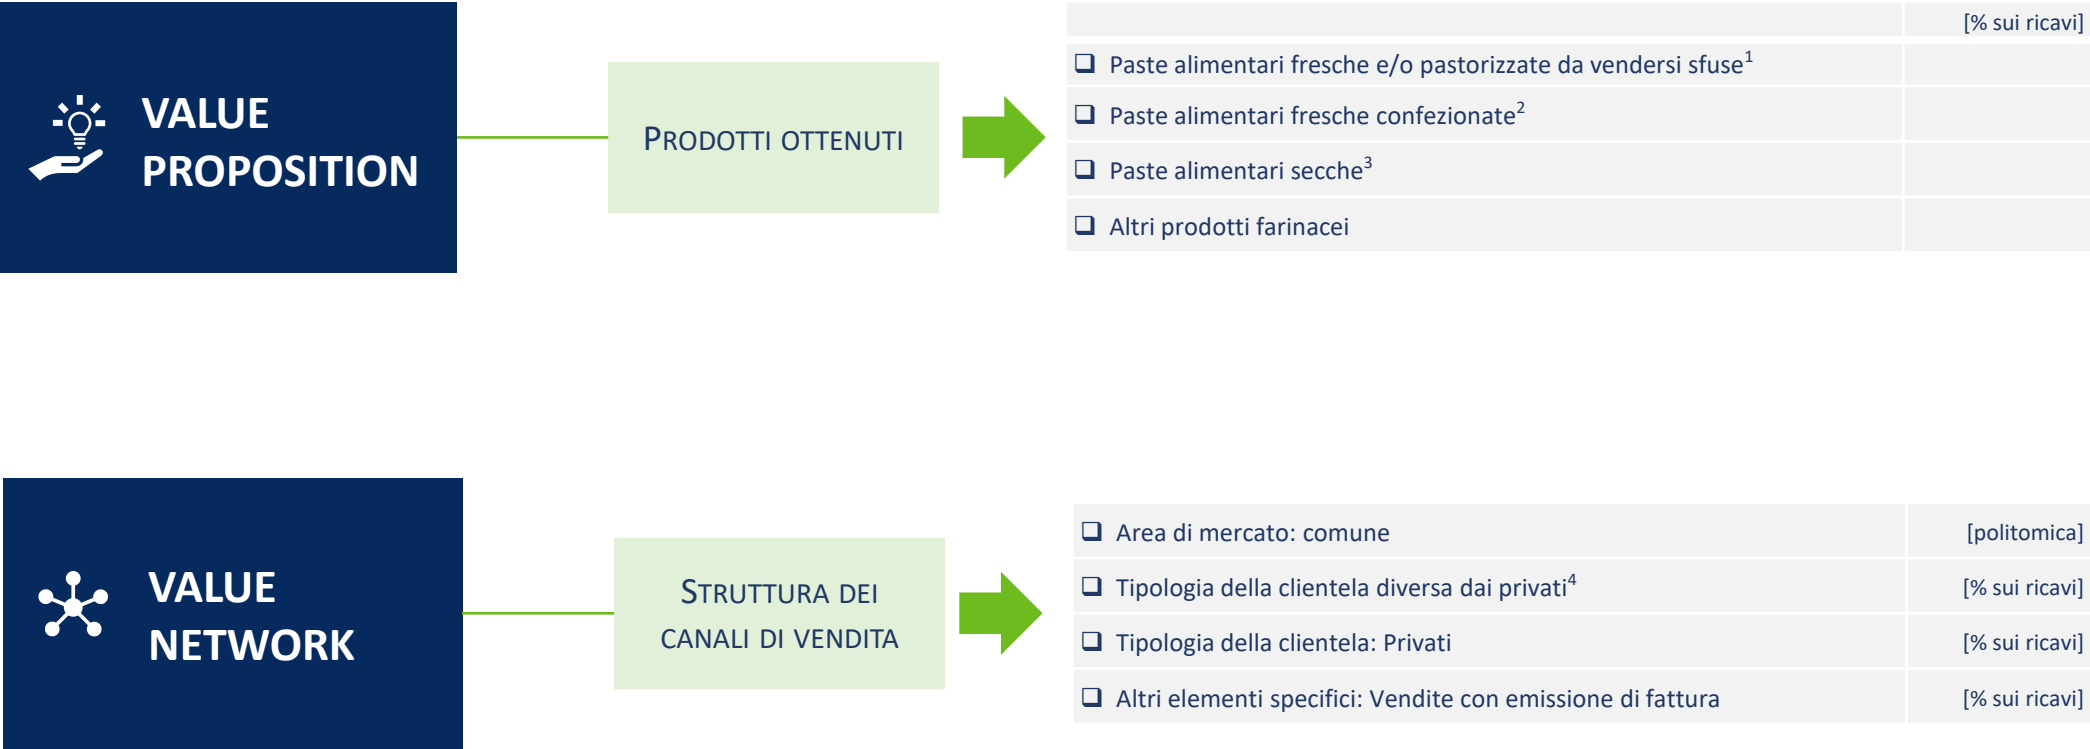 VALUE
PROPOSITION
PRODOTTI OTTENUTI
[% sui ricavi]
❑ Paste alimentari fresche e/o pastorizzate da vendersi sfuse¹
❑ Paste alimentari fresche confezionate²
❑ Paste alimentari secche³
❑ Altri prodotti farinacei
VALUE
NETWORK
STRUTTURA DEI
CANALI DI VENDITA
❑ Area di mercato: comune [politomica]
❑ Tipologia della clientela diversa dai privati⁴ [% sui ricavi]
❑ Tipologia della clientela: Privati [% sui ricavi]
❑ Altri elementi specifici: Vendite con emissione di fattura [% sui ricavi]